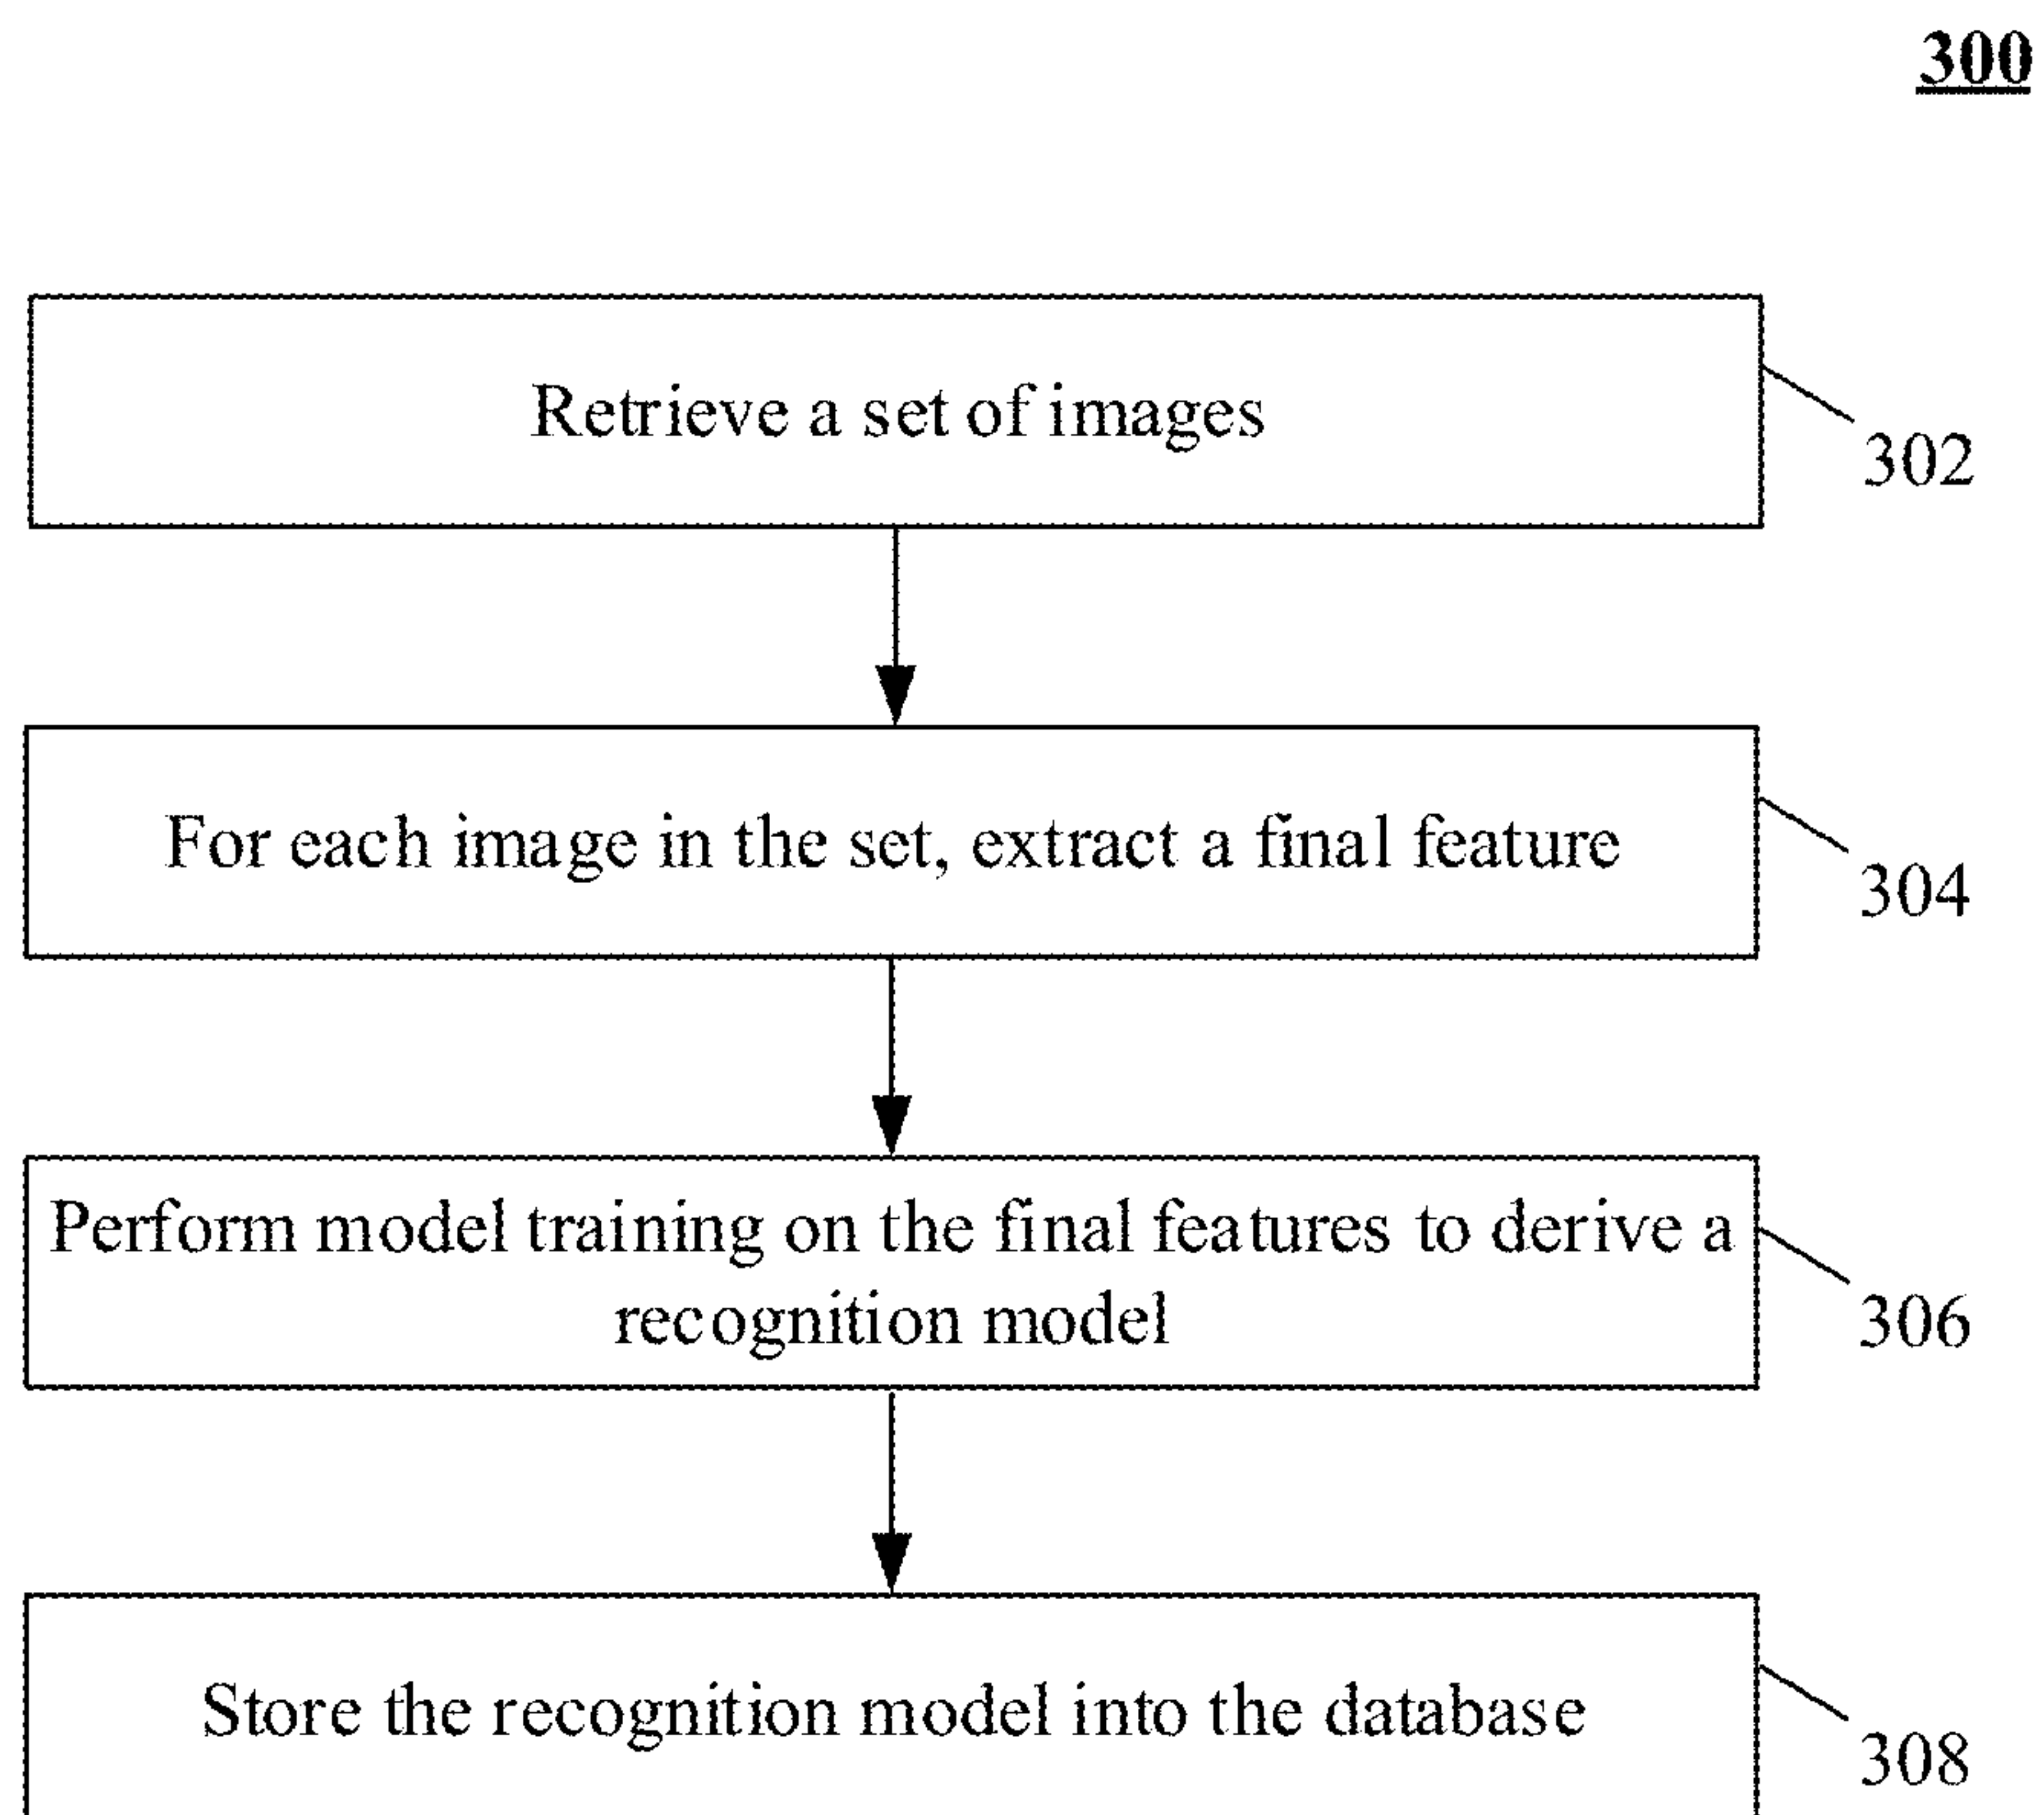 300
Retrieve a set of images
302
For each image in the set, extract a final feature
304
Perform model training on the final features to derive a
recognition model
306
Store the recognition model into the database
308